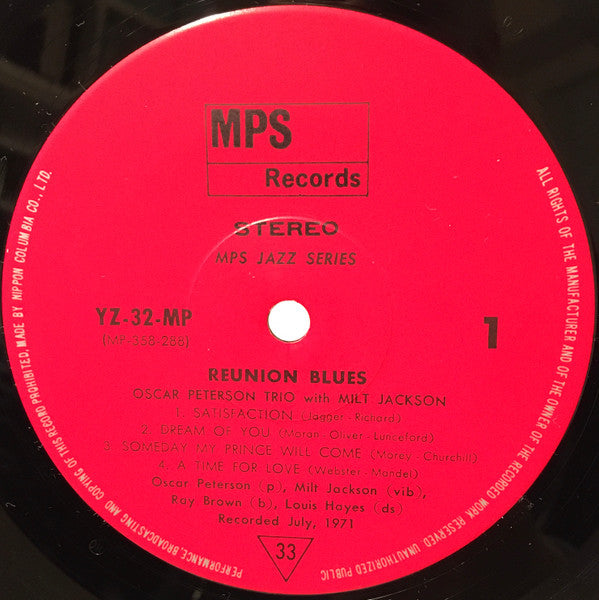 MPS
Records
STEREO
MPS JAZZ SERIES
YZ-32-MP
(MP-358-288)
1
REUNION BLUES
OSCAR PETERSON TRIO with MILT JACKSON
1. SATISFACTION (Jagger - Richard)
2. DREAM OF YOU (Moran - Oliver - Lunceford)
3. SOMEDAY MY PRINCE WILL COME (Morey - Churchill)
4. A TIME FOR LOVE (Webster - Mandel)
Oscar Peterson (p), Milt Jackson (vib),
Ray Brown (b), Louis Hayes (ds)
Recorded July, 1971
33
ALL RIGHTS OF THE MANUFACTURER AND OF THE OWNER OF THE RECORDED WORK RESERVED. UNAUTHORIZED PUBLIC
PERFORMANCE, BROADCASTING AND COPYING OF THIS RECORD PROHIBITED. MADE BY NIPPON COLUMBIA CO., LTD.